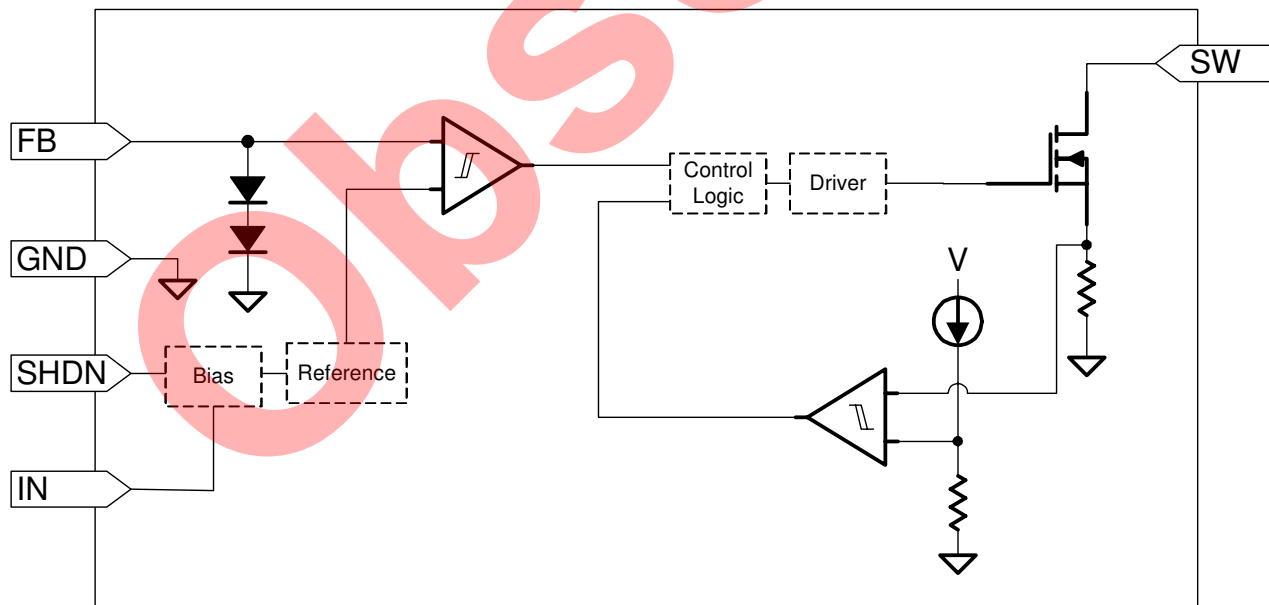 SW
FB
Control
Logic
Driver
GND
V
SHDN
Bias
Reference
IN